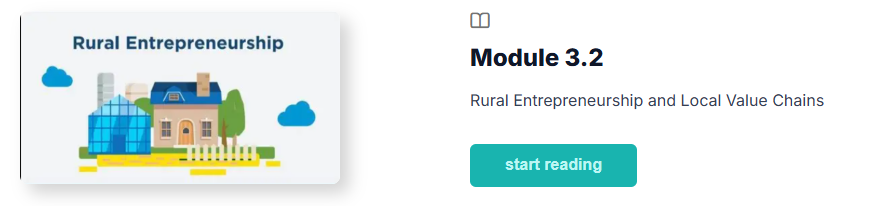 Rural Entrepreneurship
Module 3.2
Rural Entrepreneurship and Local Value Chains
start reading